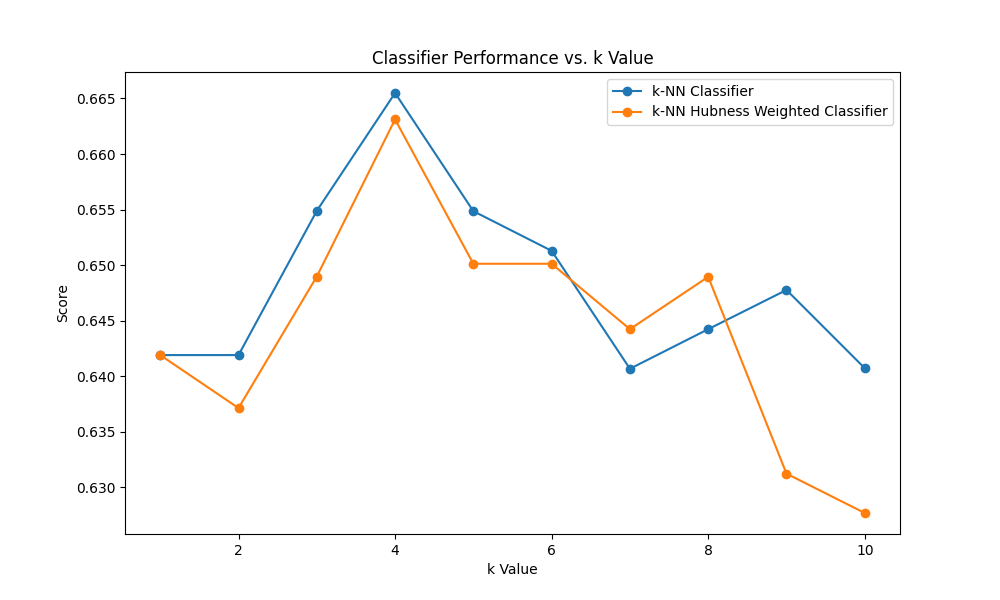 Classifier Performance vs. k Value
k-NN Classifier
k-NN Hubness Weighted Classifier
0.665
0.660
0.655
0.650
0.645
0.640
0.635
0.630
Score
2 4 6 8 10
k Value